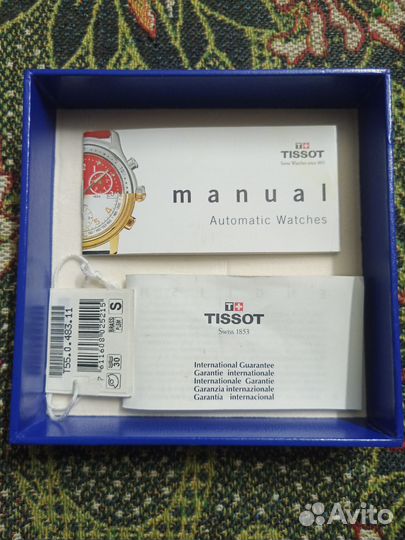 T+
TISSOT
Swiss Watches since 1853
manual
Automatic Watches
T+
TISSOT
Swiss 1853
International Guarantee
Garantie internationale
Internationale Garantie
Garanzia internazionale
Garantía internacional
T55.0.483.11
7611608025215
S
30
Avito